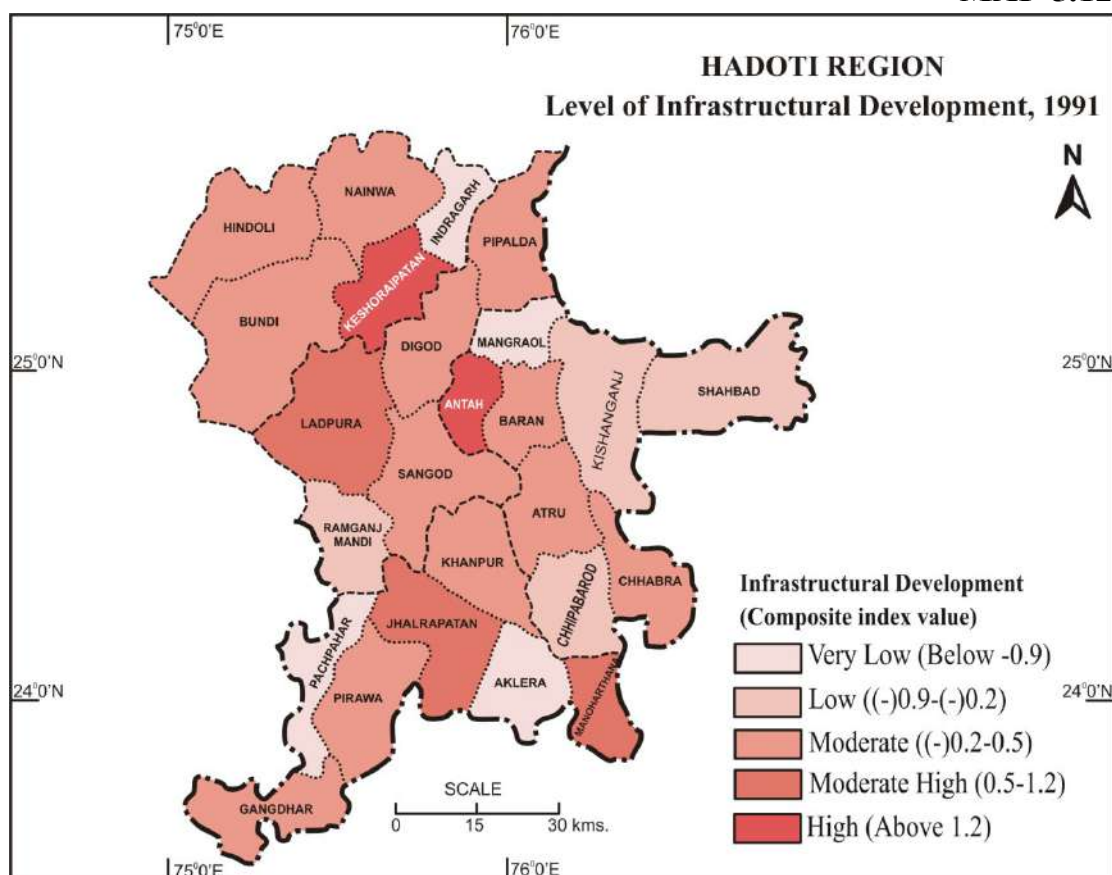 75°0'E
76°0'E
HADOTI REGION
Level of Infrastructural Development, 1991
N
NAINWA
INDRAGARH
HINDOLI
PIPALDA
KESHORAIPATAN
BUNDI
DIGOD
MANGRAOL
25°0'N
25°0'N
SHAHBAD
ANTAH
LADPURA
BARAN
KISHANGANJ
SANGOD
ATRU
RAMGANJ
MANDI
KHANPUR
CHHABRA
CHHIPABAROD
Infrastructural Development
(Composite index value)
JHALRAPATAN
PACHPAHAR
Very Low (Below -0.9)
AKLERA
MANOHARTHANA
24°0'N
PIRAWA
Low ((-)0.9-(-)0.2)
24°0'N
Moderate ((-)0.2-0.5)
SCALE
Moderate High (0.5-1.2)
GANGDHAR
0 15 30 kms.
High (Above 1.2)
75°0'E
76°0'E